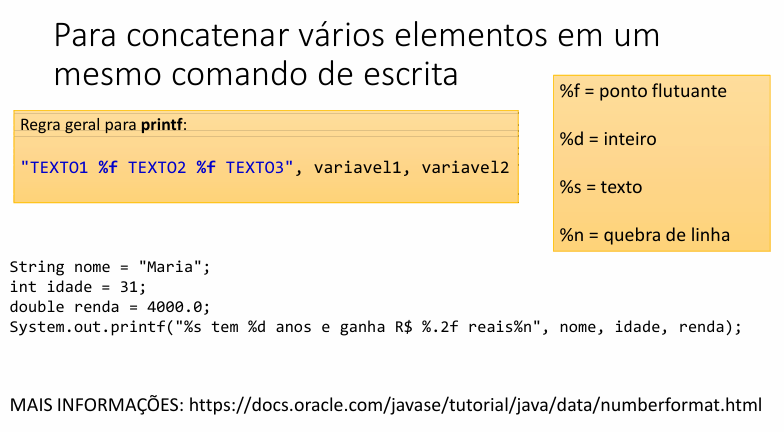 Para concatenar vários elementos em um
mesmo comando de escrita
Regra geral para printf:
"TEXTO1 %f TEXTO2 %f TEXTO3", variavel1, variavel2
%f = ponto flutuante
%d = inteiro
%s = texto
%n = quebra de linha
String nome = "Maria";
int idade = 31;
double renda = 4000.0;
System.out.printf("%s tem %d anos e ganha R$ %.2f reais%n", nome, idade, renda);
MAIS INFORMAÇÕES: https://docs.oracle.com/javase/tutorial/java/data/numberformat.html